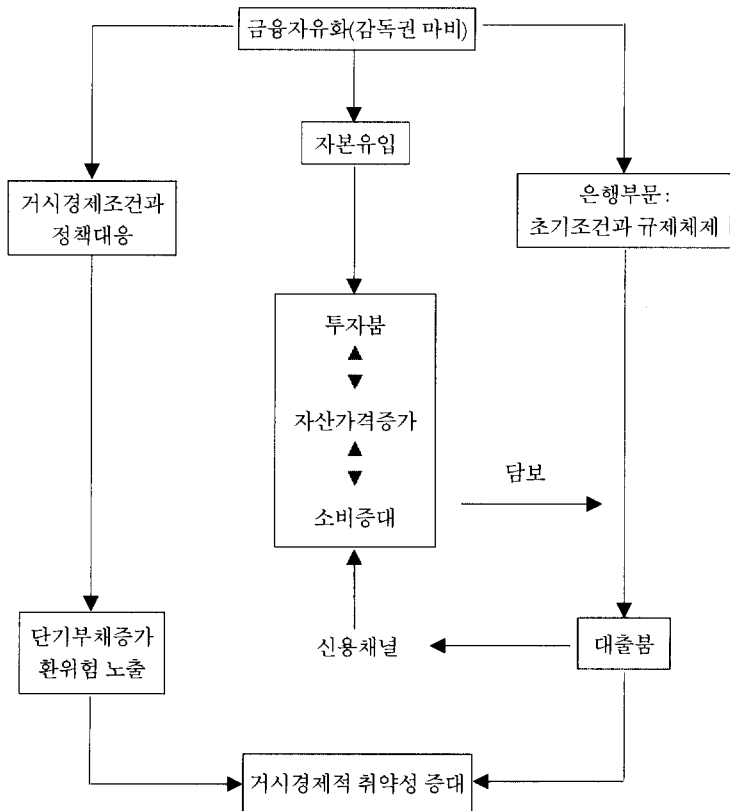 금융자유화(감독권 마비)
자본유입
거시경제조건과
정책대응
은행부문:
초기조건과 규제체제
투자붐
자산가격증가
소비증대
담보
단기부채증가
환위험 노출
신용채널
대출붐
거시경제적 취약성 증대